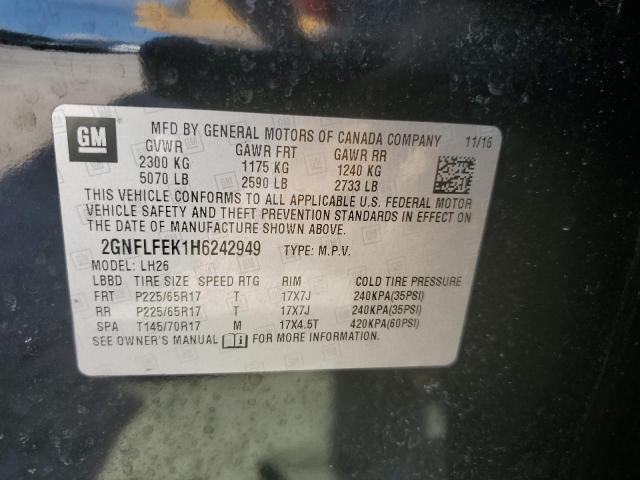 GM
MFD BY GENERAL MOTORS OF CANADA COMPANY 11/16
GVWR GAWR FRT GAWR RR
2300 KG 1175 KG 1240 KG
5070 LB 2590 LB 2733 LB
THIS VEHICLE CONFORMS TO ALL APPLICABLE U.S. FEDERAL MOTOR
VEHICLE SAFETY AND THEFT PREVENTION STANDARDS IN EFFECT ON
THE DATE OF MANUFACTURE SHOWN ABOVE.
2GNFLFEK1H6242949 TYPE: M.P.V.
MODEL: LH26
LBBD TIRE SIZE SPEED RTG RIM COLD TIRE PRESSURE
FRT P225/65R17 T 17X7J 240KPA(35PSI)
RR P225/65R17 T 17X7J 240KPA(35PSI)
SPA T145/70R17 M 17X4.5T 420KPA(60PSI)
SEE OWNER'S MANUAL FOR MORE INFORMATION.